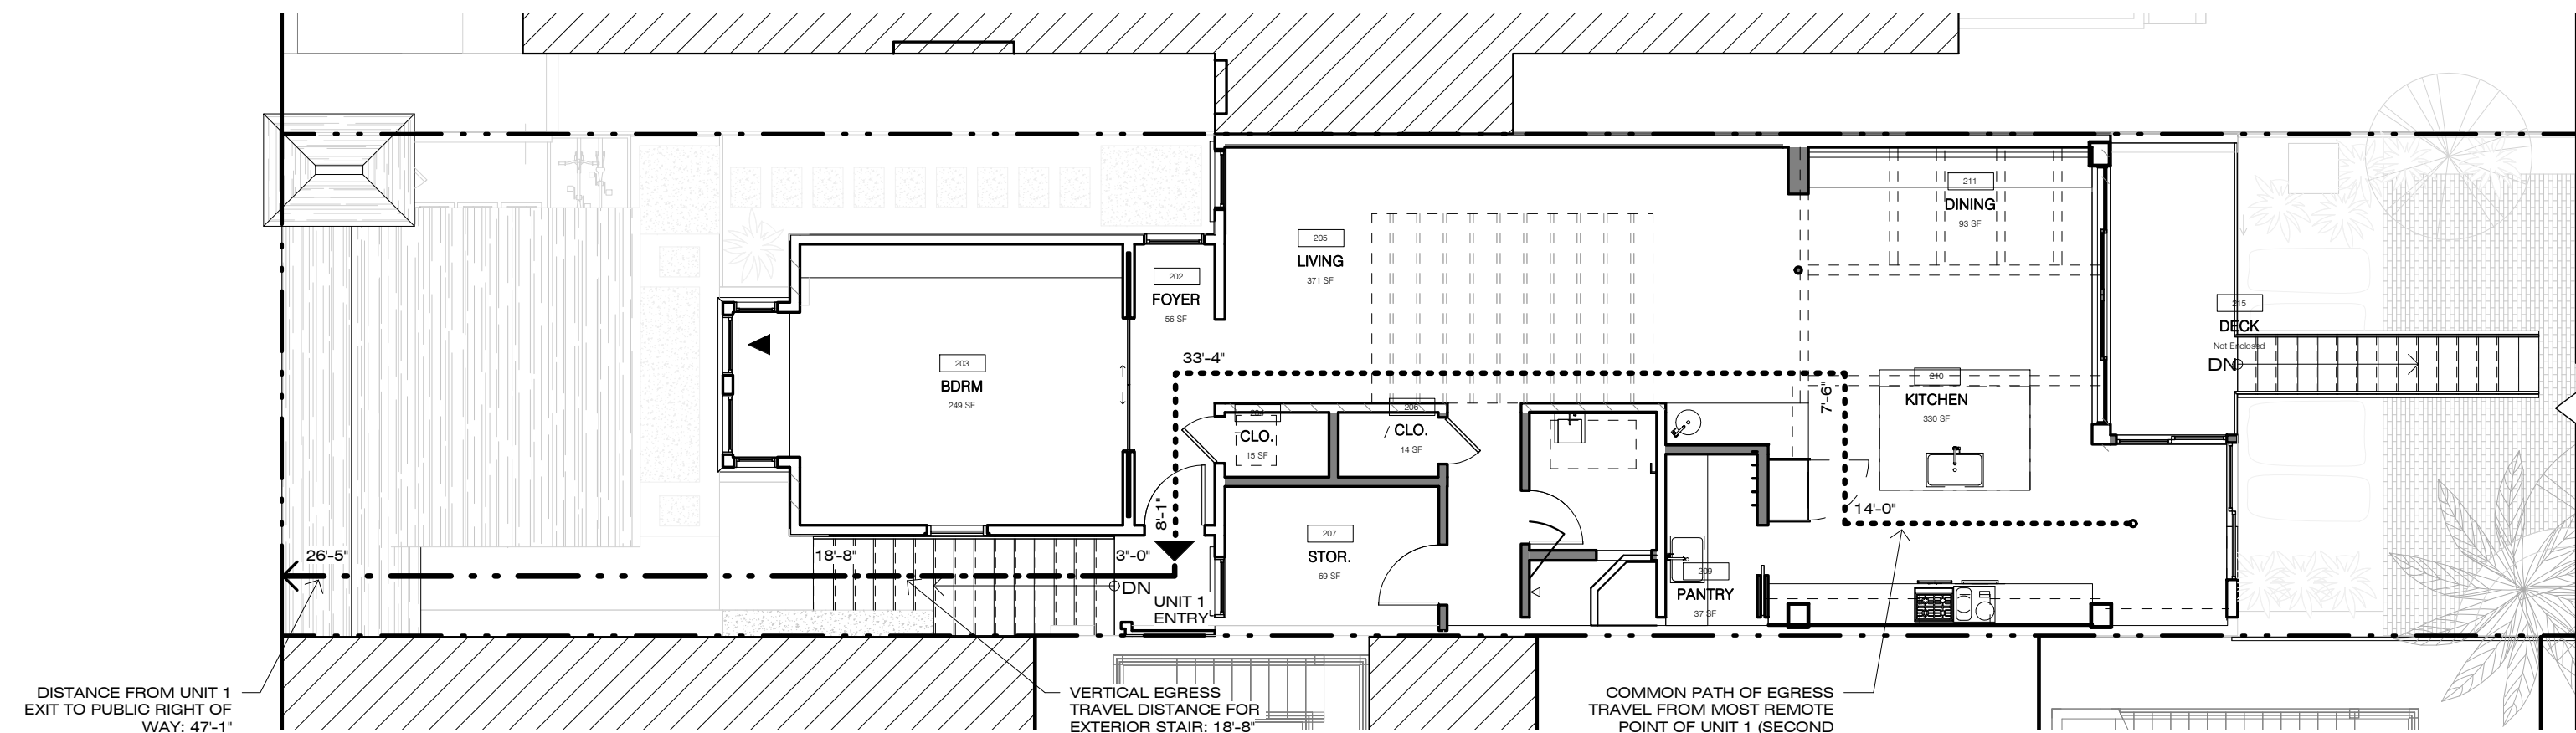 211
DINING
93 SF
205
LIVING
371 SF
202
FOYER
56 SF
215
DECK
Not Enclosed
DN
33'-4"
203
BDRM
249 SF
7'-6"
210
KITCHEN
330 SF
206
CLO.
15 SF
CLO.
14 SF
8'-1"
14'-0"
207
STOR.
69 SF
26'-5"
18'-8"
3'-0"
DN
UNIT 1
ENTRY
209
PANTRY
37 SF
DISTANCE FROM UNIT 1
EXIT TO PUBLIC RIGHT OF
WAY: 47'-1"
VERTICAL EGRESS
TRAVEL DISTANCE FOR
EXTERIOR STAIR: 18'-8"
COMMON PATH OF EGRESS
TRAVEL FROM MOST REMOTE
POINT OF UNIT 1 (SECOND